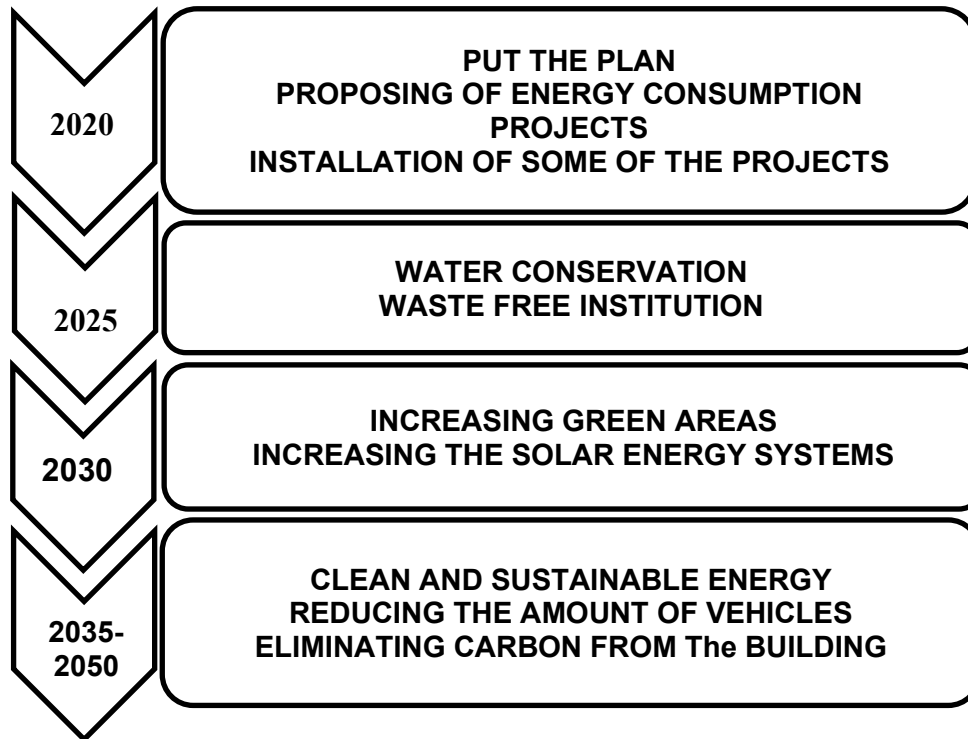 2020
PUT THE PLAN
PROPOSING OF ENERGY CONSUMPTION
PROJECTS
INSTALLATION OF SOME OF THE PROJECTS
2025
WATER CONSERVATION
WASTE FREE INSTITUTION
2030
INCREASING GREEN AREAS
INCREASING THE SOLAR ENERGY SYSTEMS
2035-
2050
CLEAN AND SUSTAINABLE ENERGY
REDUCING THE AMOUNT OF VEHICLES
ELIMINATING CARBON FROM The BUILDING